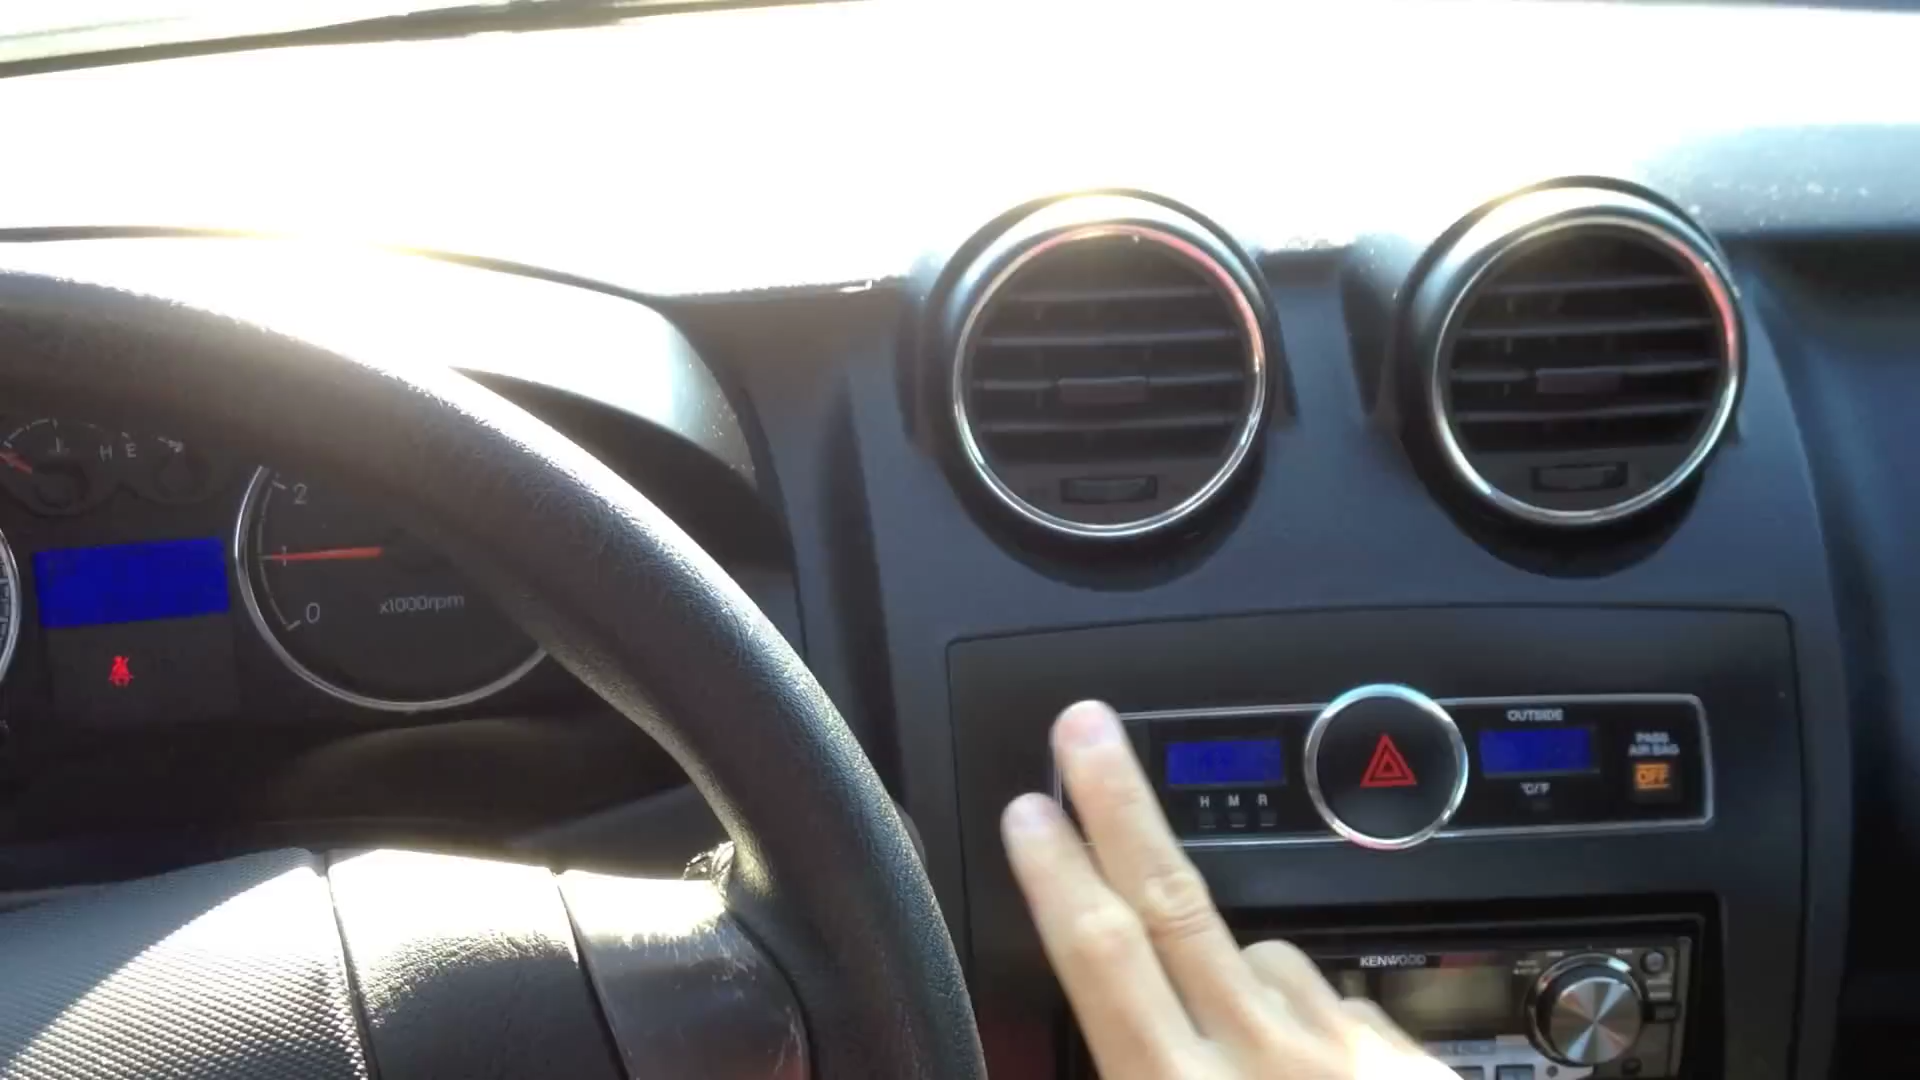 H E
2
1
0
x1000rpm
OUTSIDE
H M R
°C/°F
PASS
AIR BAG
OFF
KENWOOD